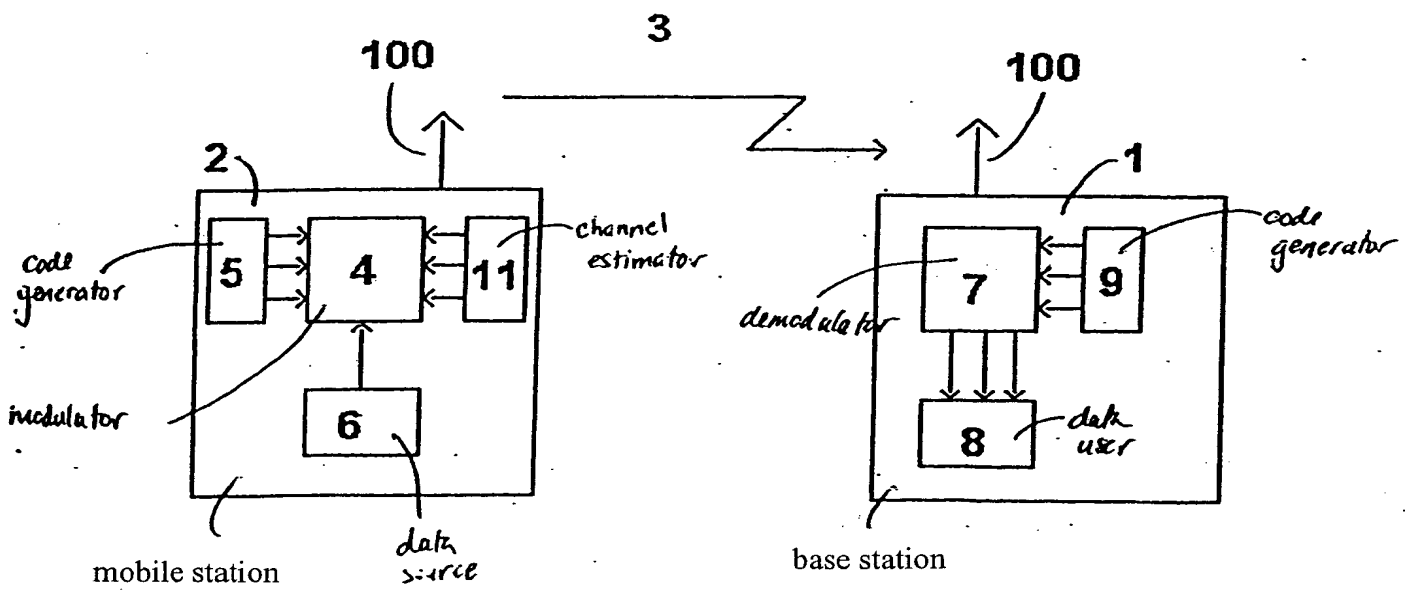 3
100
100
2
1
code
generator
5
4
11
channel
estimator
demodulator
7
9
code
generator
modulator
6
8
data
user
data
source
mobile station
base station